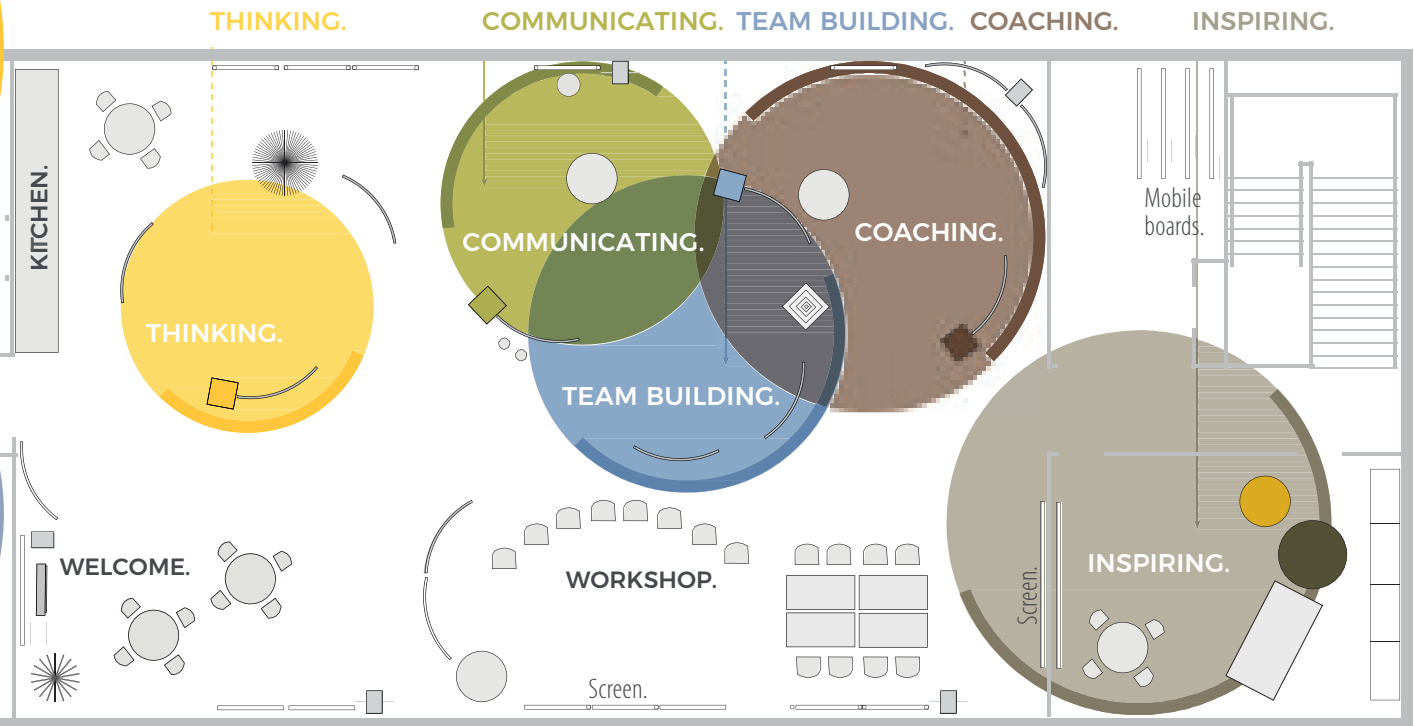 THINKING.
COMMUNICATING.
TEAM BUILDING.
COACHING.
INSPIRING.
KITCHEN.
Mobile
boards.
COMMUNICATING.
COACHING.
THINKING.
TEAM BUILDING.
WELCOME.
WORKSHOP.
INSPIRING.
Screen.
Screen.